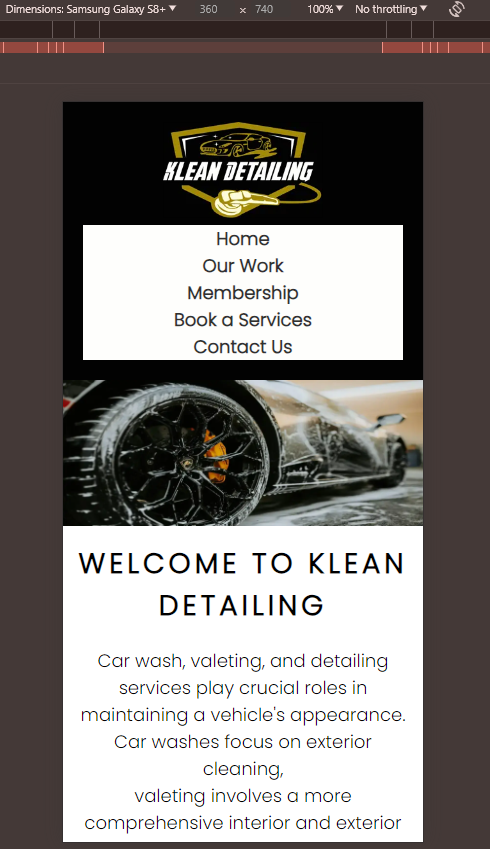 Dimensions: Samsung Galaxy S8+ 360 × 740 100% No throttling
KLEAN DETAILING
Home
Our Work
Membership
Book a Services
Contact Us
WELCOME TO KLEAN
DETAILING
Car wash, valeting, and detailing
services play crucial roles in
maintaining a vehicle's appearance.
Car washes focus on exterior
cleaning,
valeting involves a more
comprehensive interior and exterior